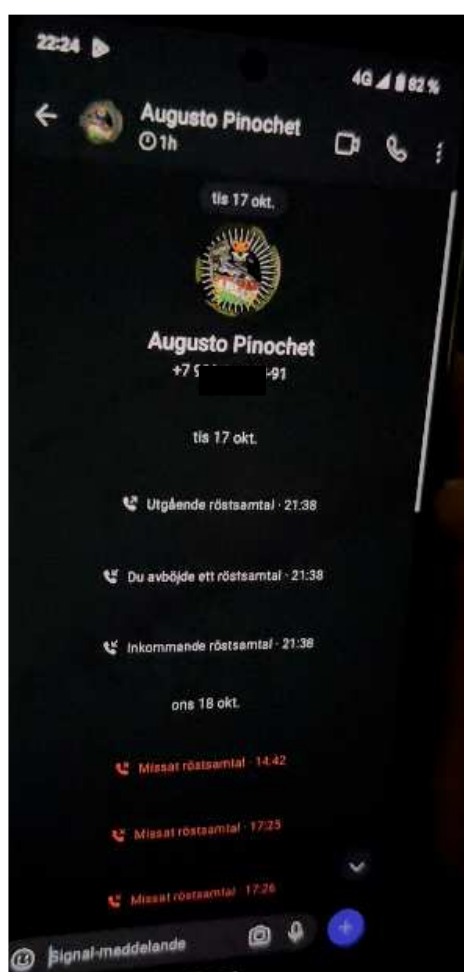 22:24
4G 82 %
Augusto Pinochet
1h
tis 17 okt.
Augusto Pinochet
+7 9 -91
tis 17 okt.
Utgående röstsamtal · 21:38
Du avböjde ett röstsamtal · 21:38
Inkommande röstsamtal · 21:38
ons 18 okt.
Missat röstsamtal · 14:42
Missat röstsamtal · 17:25
Missat röstsamtal · 17:26
Signal-meddelande